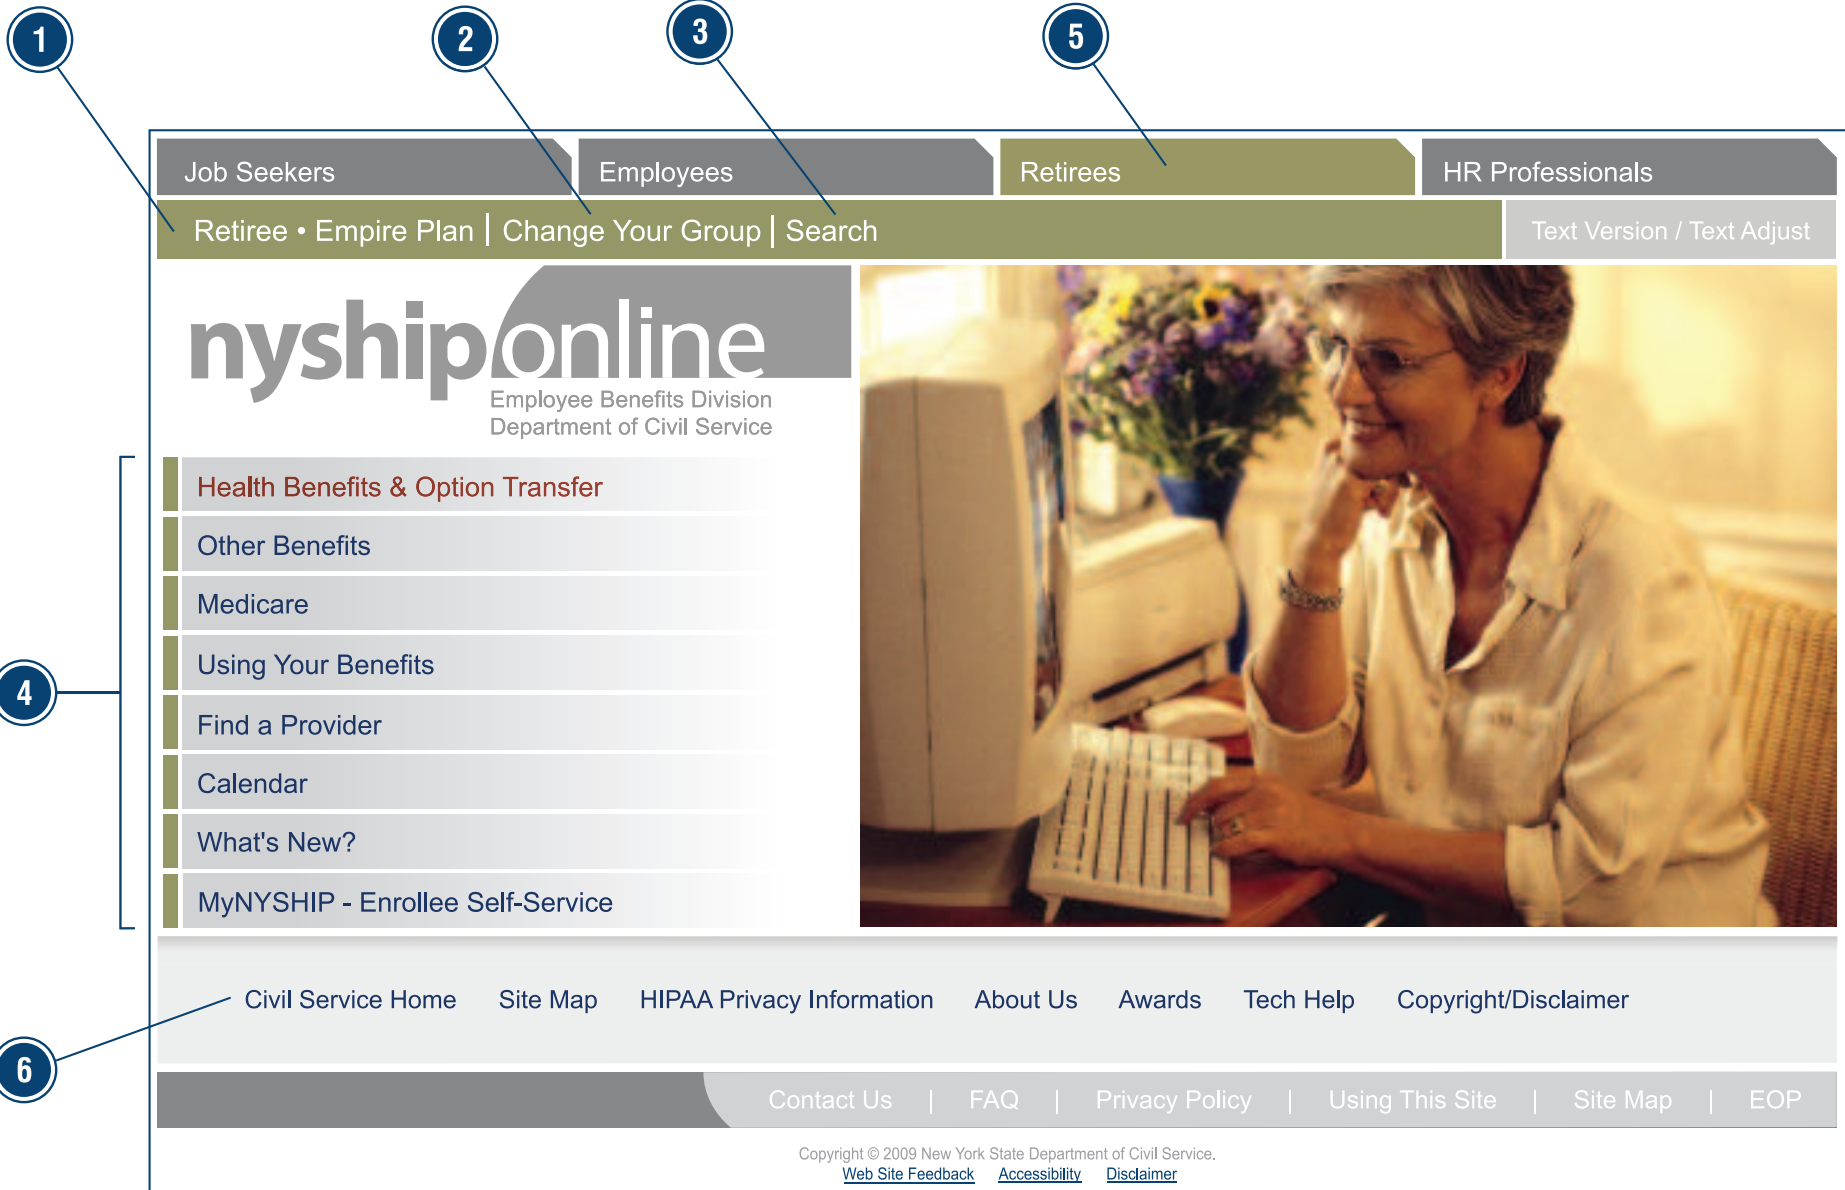 1
2
3
5
Job Seekers
Employees
Retirees
HR Professionals
Retiree • Empire Plan | Change Your Group | Search
Text Version / Text Adjust
nyshiponline
Employee Benefits Division
Department of Civil Service
Health Benefits & Option Transfer
Other Benefits
Medicare
Using Your Benefits
4
Find a Provider
Calendar
What's New?
MyNYSHIP - Enrollee Self-Service
Civil Service Home Site Map HIPAA Privacy Information About Us Awards Tech Help Copyright/Disclaimer
6
Contact Us | FAQ | Privacy Policy | Using This Site | Site Map | EOP
Copyright © 2009 New York State Department of Civil Service.
Web Site Feedback Accessibility Disclaimer